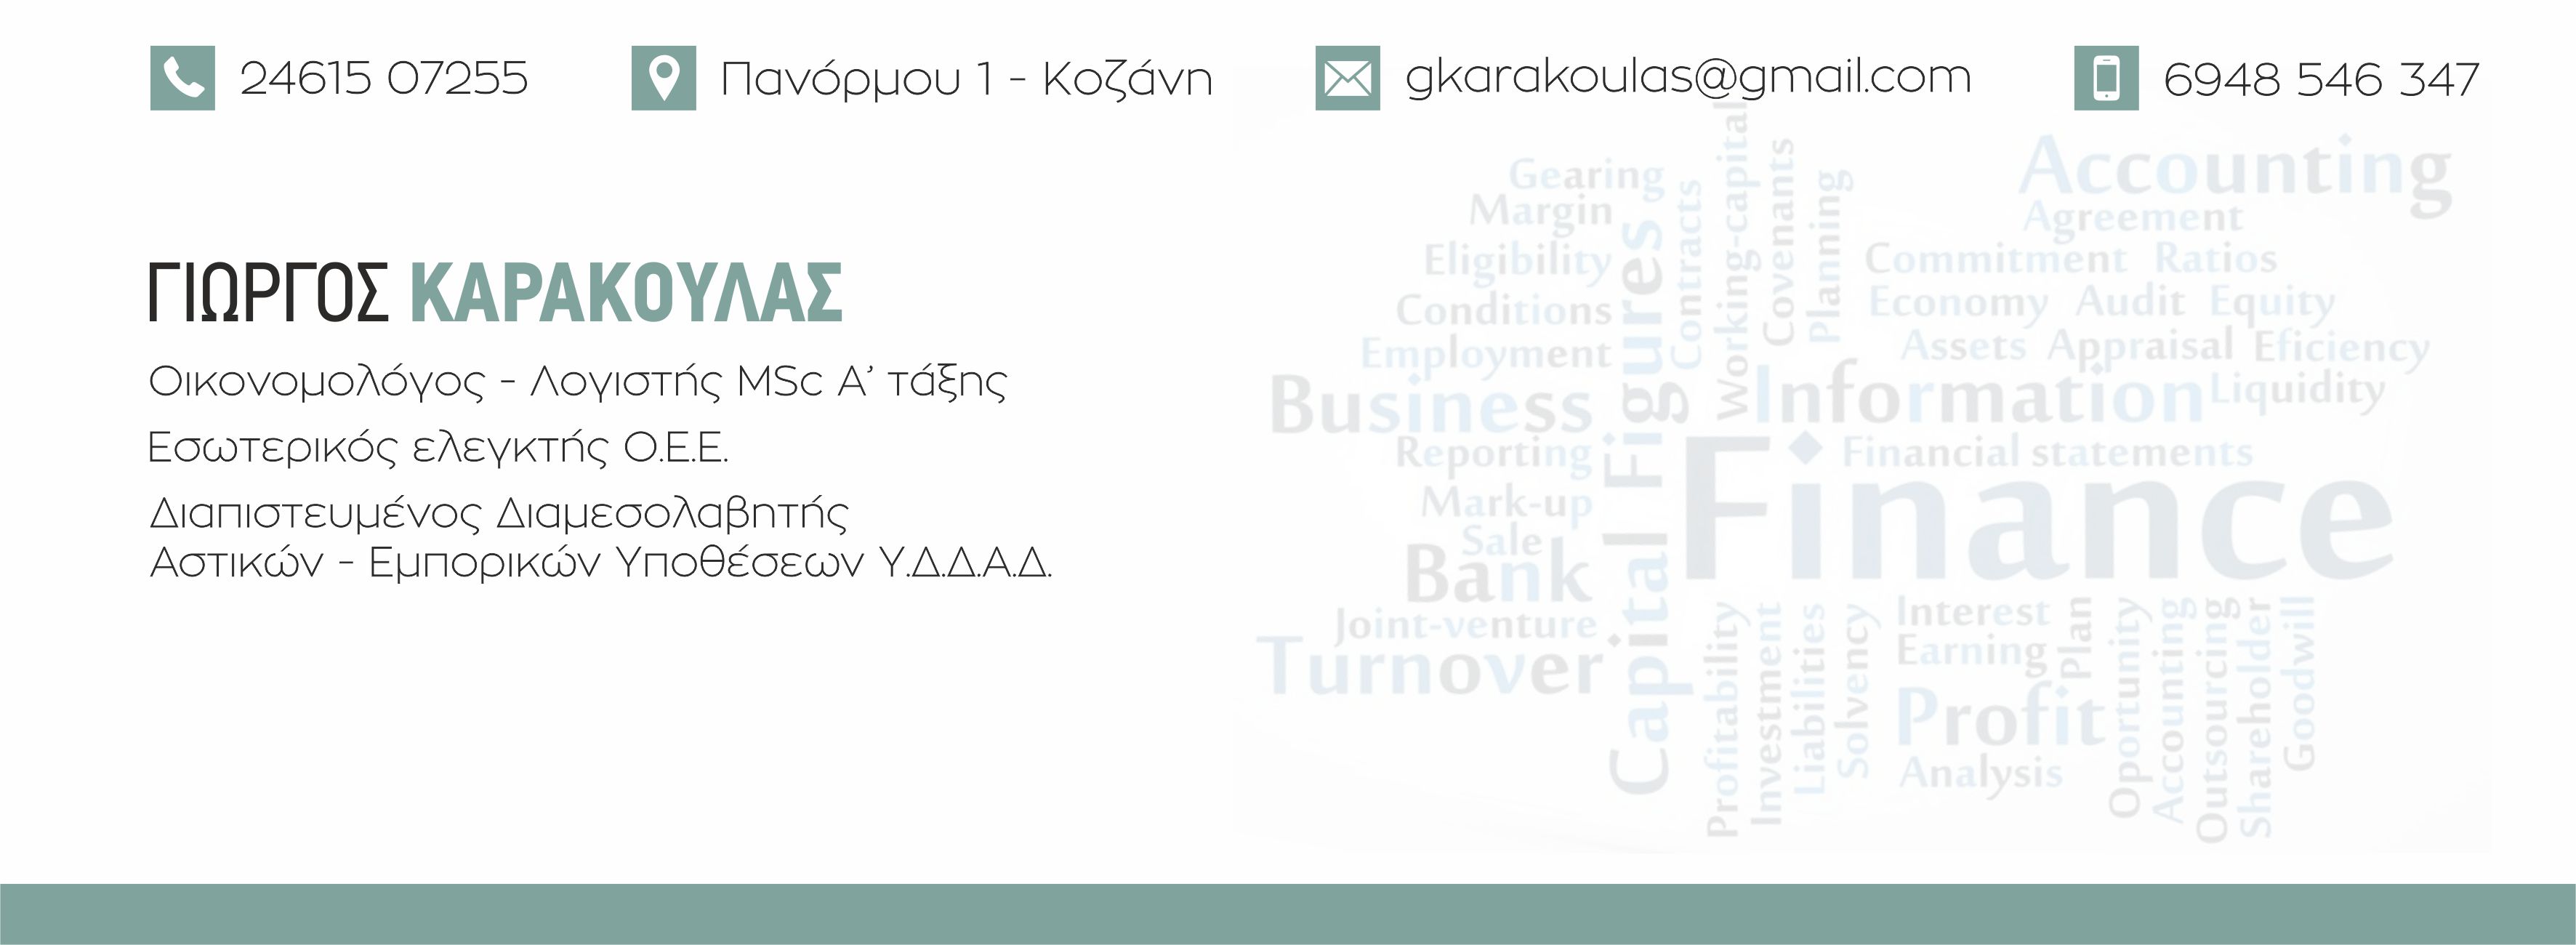 24615 07255
Πανόρμου 1 - Κοζάνη
gkarakoulas@gmail.com
6948 546 347
ΓΙΩΡΓΟΣ ΚΑΡΑΚΟΥΛΑΣ
Οικονομολόγος - Λογιστής MSc Α' τάξης
Εσωτερικός ελεγκτής Ο.Ε.Ε.
Διαπιστευμένος Διαμεσολαβητής
Αστικών - Εμπορικών Υποθέσεων Υ.Δ.Δ.Α.Δ.
Gearing
Margin
Eligibility
Conditions
Employment
Business
Reporting
Mark-up
Sale
Bank
Joint-venture
Turnover
Capital Figures
Contracts
Working-capital
Covenants
Planning
Accounting
Agreement
Commitment Ratios
Economy Audit Equity
Assets Appraisal Eficiency
Information Liquidity
Financial statements
Finance
Profitability
Investment
Liabilities
Solvency
Interest
Earning
Plan
Profit
Analysis
Opportunity
Accounting
Outsourcing
Shareholder
Goodwill